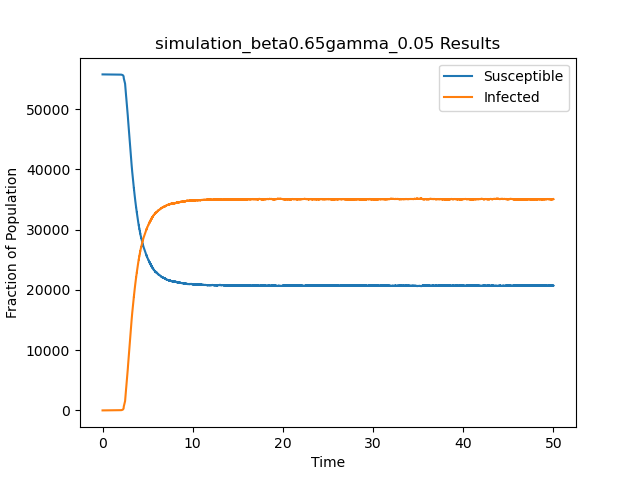 simulation_beta0.65gamma_0.05 Results
Susceptible
Infected
Fraction of Population
50000
40000
30000
20000
10000
0
0 10 20 30 40 50
Time